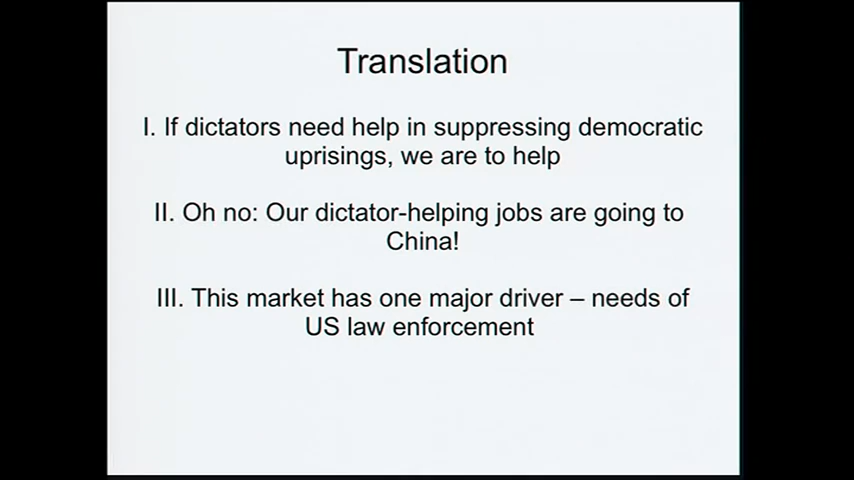 Translation
I. If dictators need help in suppressing democratic
uprisings, we are to help
II. Oh no: Our dictator-helping jobs are going to
China!
III. This market has one major driver – needs of
US law enforcement